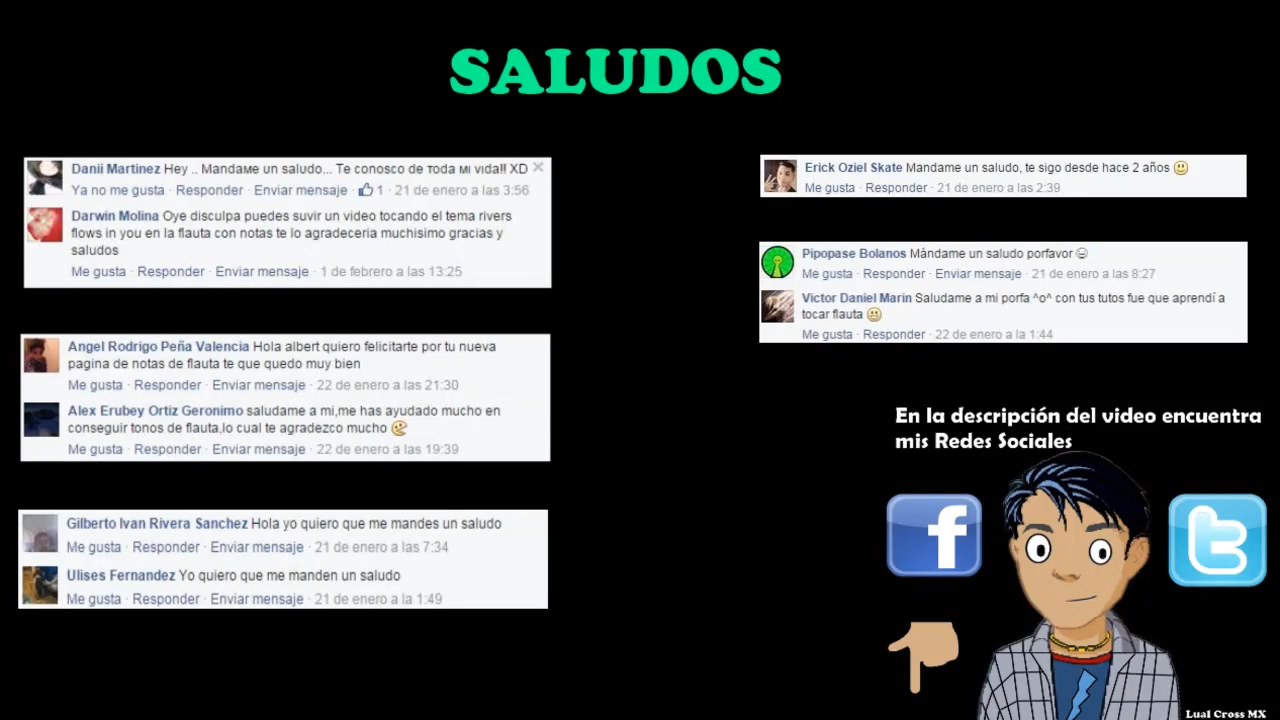 SALUDOS
Danii Martinez Hey .. Mandaмe un saludo... Te conosco de тoda мι vιda!! XD
Ya no me gusta · Responder · Enviar mensaje · 1 · 21 de enero a las 3:56
Darwin Molina Oye disculpa puedes suvir un video tocando el tema rivers
flows in you en la flauta con notas te lo agradeceria muchisimo gracias y
saludos
Me gusta · Responder · Enviar mensaje · 1 de febrero a las 13:25
Angel Rodrigo Peña Valencia Hola albert quiero felicitarte por tu nueva
pagina de notas de flauta te que quedo muy bien
Me gusta · Responder · Enviar mensaje · 22 de enero a las 21:30
Alex Erubey Ortiz Geronimo saludame a mi,me has ayudado mucho en
conseguir tonos de flauta,lo cual te agradezco mucho
Me gusta · Responder · Enviar mensaje · 22 de enero a las 19:39
Gilberto Ivan Rivera Sanchez Hola yo quiero que me mandes un saludo
Me gusta · Responder · Enviar mensaje · 21 de enero a las 7:34
Ulises Fernandez Yo quiero que me manden un saludo
Me gusta · Responder · Enviar mensaje · 21 de enero a la 1:49
Erick Oziel Skate Mandame un saludo, te sigo desde hace 2 años 🙂
Me gusta · Responder · 21 de enero a las 2:39
Pipopase Bolanos Mándame un saludo porfavor
Me gusta · Responder · Enviar mensaje · 21 de enero a las 8:27
Victor Daniel Marin Saludame a mi porfa ^o^ con tus tutos fue que aprendí a
tocar flauta
Me gusta · Responder · 22 de enero a la 1:44
En la descripción del video encuentra
mis Redes Sociales
f
t
Lual Cross MX